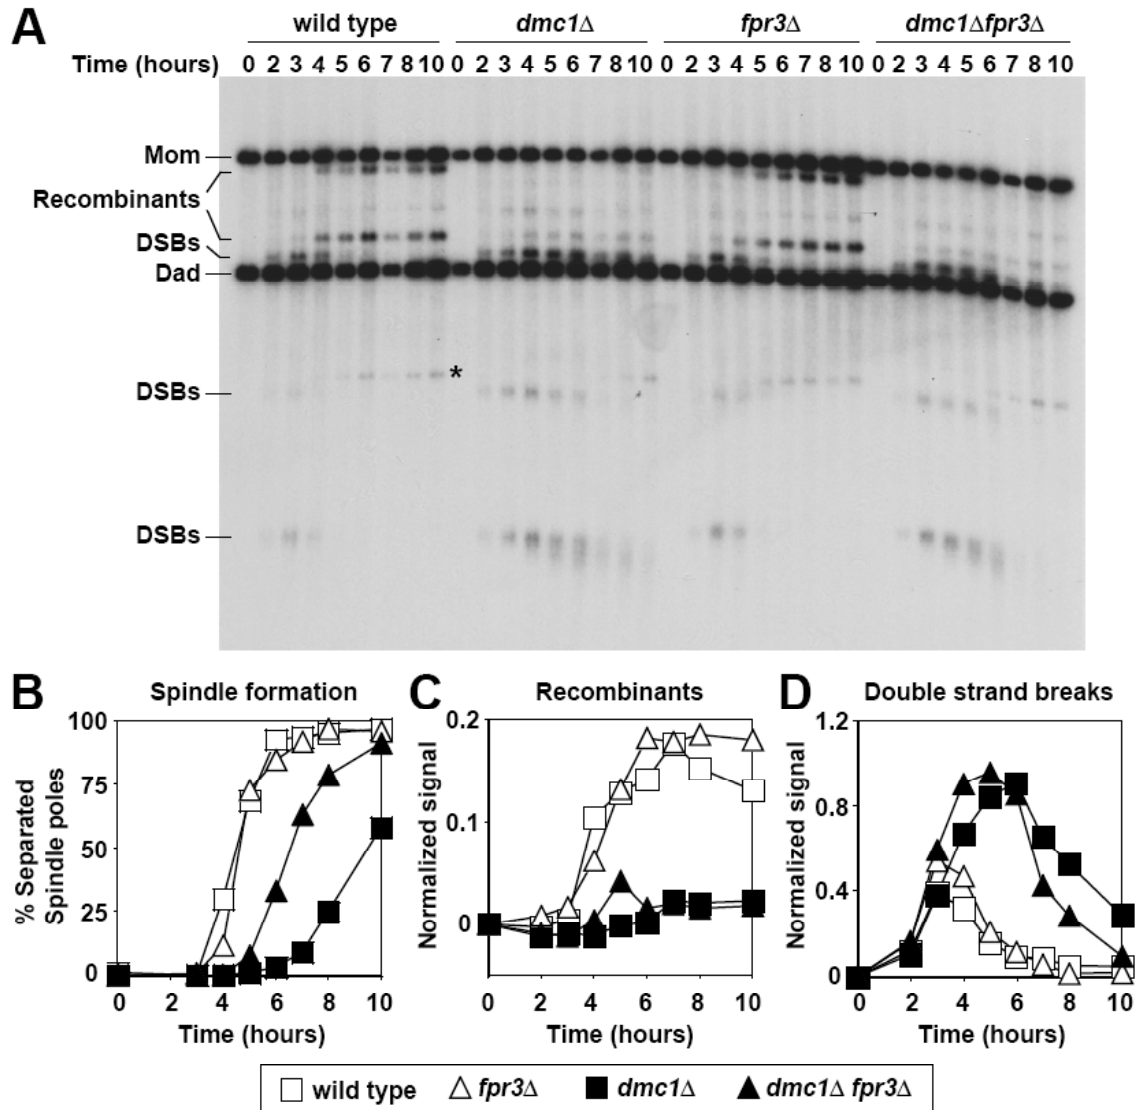 A
wild type dmc1Δ fpr3Δ dmc1Δfpr3Δ
Time (hours) 0 2 3 4 5 6 7 8 10 0 2 3 4 5 6 7 8 10 0 2 3 4 5 6 7 8 10 0 2 3 4 5 6 7 8 10
Mom
Recombinants
DSBs
Dad
*
DSBs
DSBs
B Spindle formation
% Separated
Spindle poles
100
75
50
25
0
0 2 4 6 8 10
Time (hours)
C Recombinants
Normalized signal
0.2
0.1
0
0 2 4 6 8 10
Time (hours)
D Double strand breaks
Normalized signal
1.2
0.8
0.4
0
0 2 4 6 8 10
Time (hours)
wild type fpr3Δ dmc1Δ dmc1Δ fpr3Δ